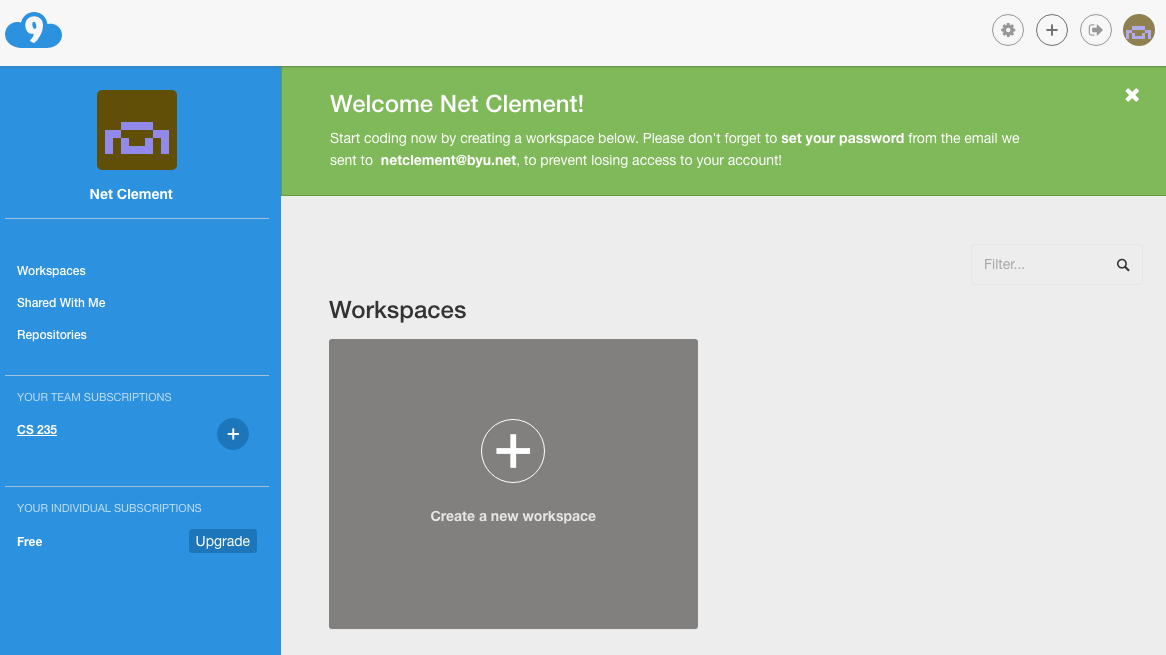 9
Net Clement
Workspaces
Shared With Me
Repositories
YOUR TEAM SUBSCRIPTIONS
CS 235
YOUR INDIVIDUAL SUBSCRIPTIONS
Free
Upgrade
Welcome Net Clement!
Start coding now by creating a workspace below. Please don't forget to set your password from the email we
sent to netclement@byu.net, to prevent losing access to your account!
Filter...
Workspaces
Create a new workspace